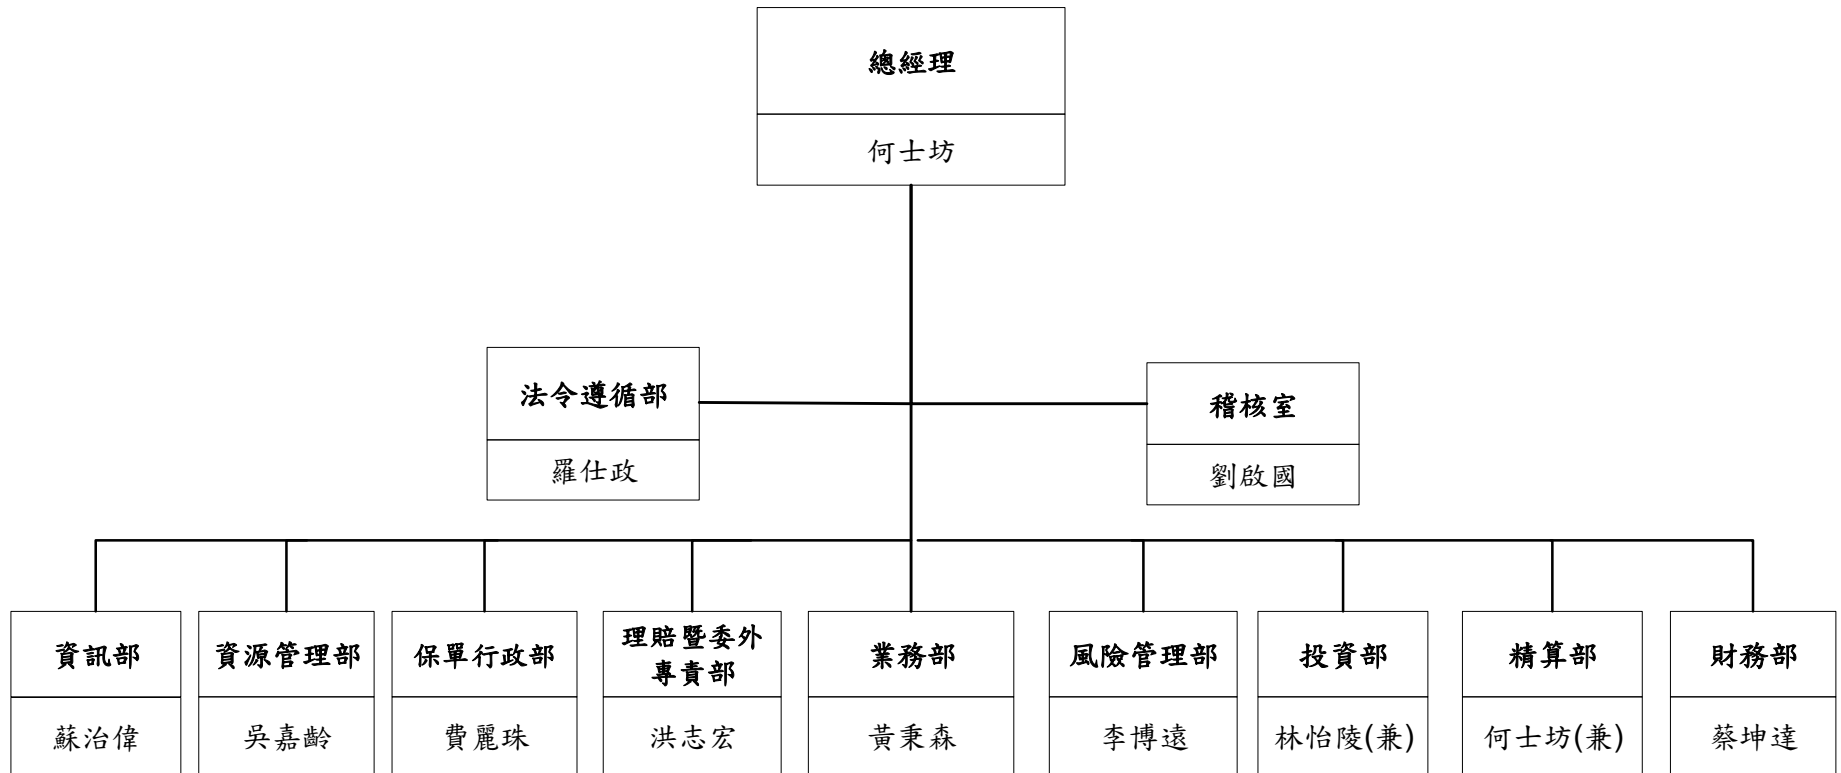 總經理
何士坊
法令遵循部
羅仕政
稽核室
劉啟國
資訊部
蘇治偉
資源管理部
吳嘉齡
保單行政部
費麗珠
理賠暨委外
專責部
洪志宏
業務部
黃秉森
風險管理部
李博遠
投資部
林怡陵(兼)
精算部
何士坊(兼)
財務部
蔡坤達